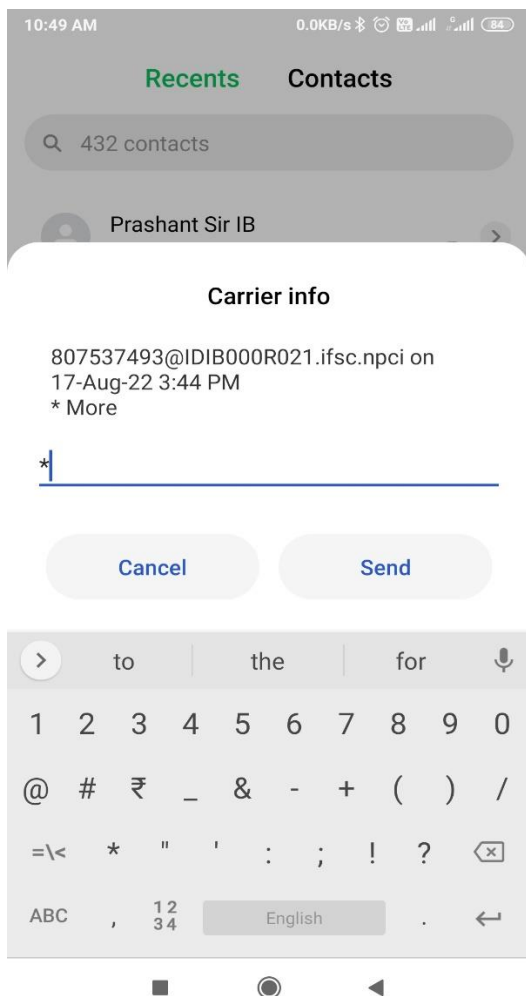 10:49 AM 0.0KB/s 84
Recents Contacts
432 contacts
Prashant Sir IB
Carrier info
807537493@IDIB000R021.ifsc.npci on
17-Aug-22 3:44 PM
* More
*
Cancel Send
to the for
1 2 3 4 5 6 7 8 9 0
@ # ₹ _ & - + ( ) /
=\< * " ' : ; ! ?
ABC , 12 34 English .